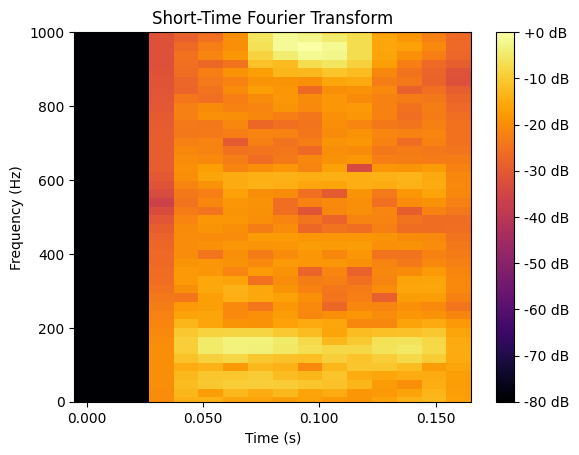 Short-Time Fourier Transform
1000
800
600
400
200
0
Frequency (Hz)
0.000
0.050
0.100
0.150
Time (s)
+0 dB
-10 dB
-20 dB
-30 dB
-40 dB
-50 dB
-60 dB
-70 dB
-80 dB